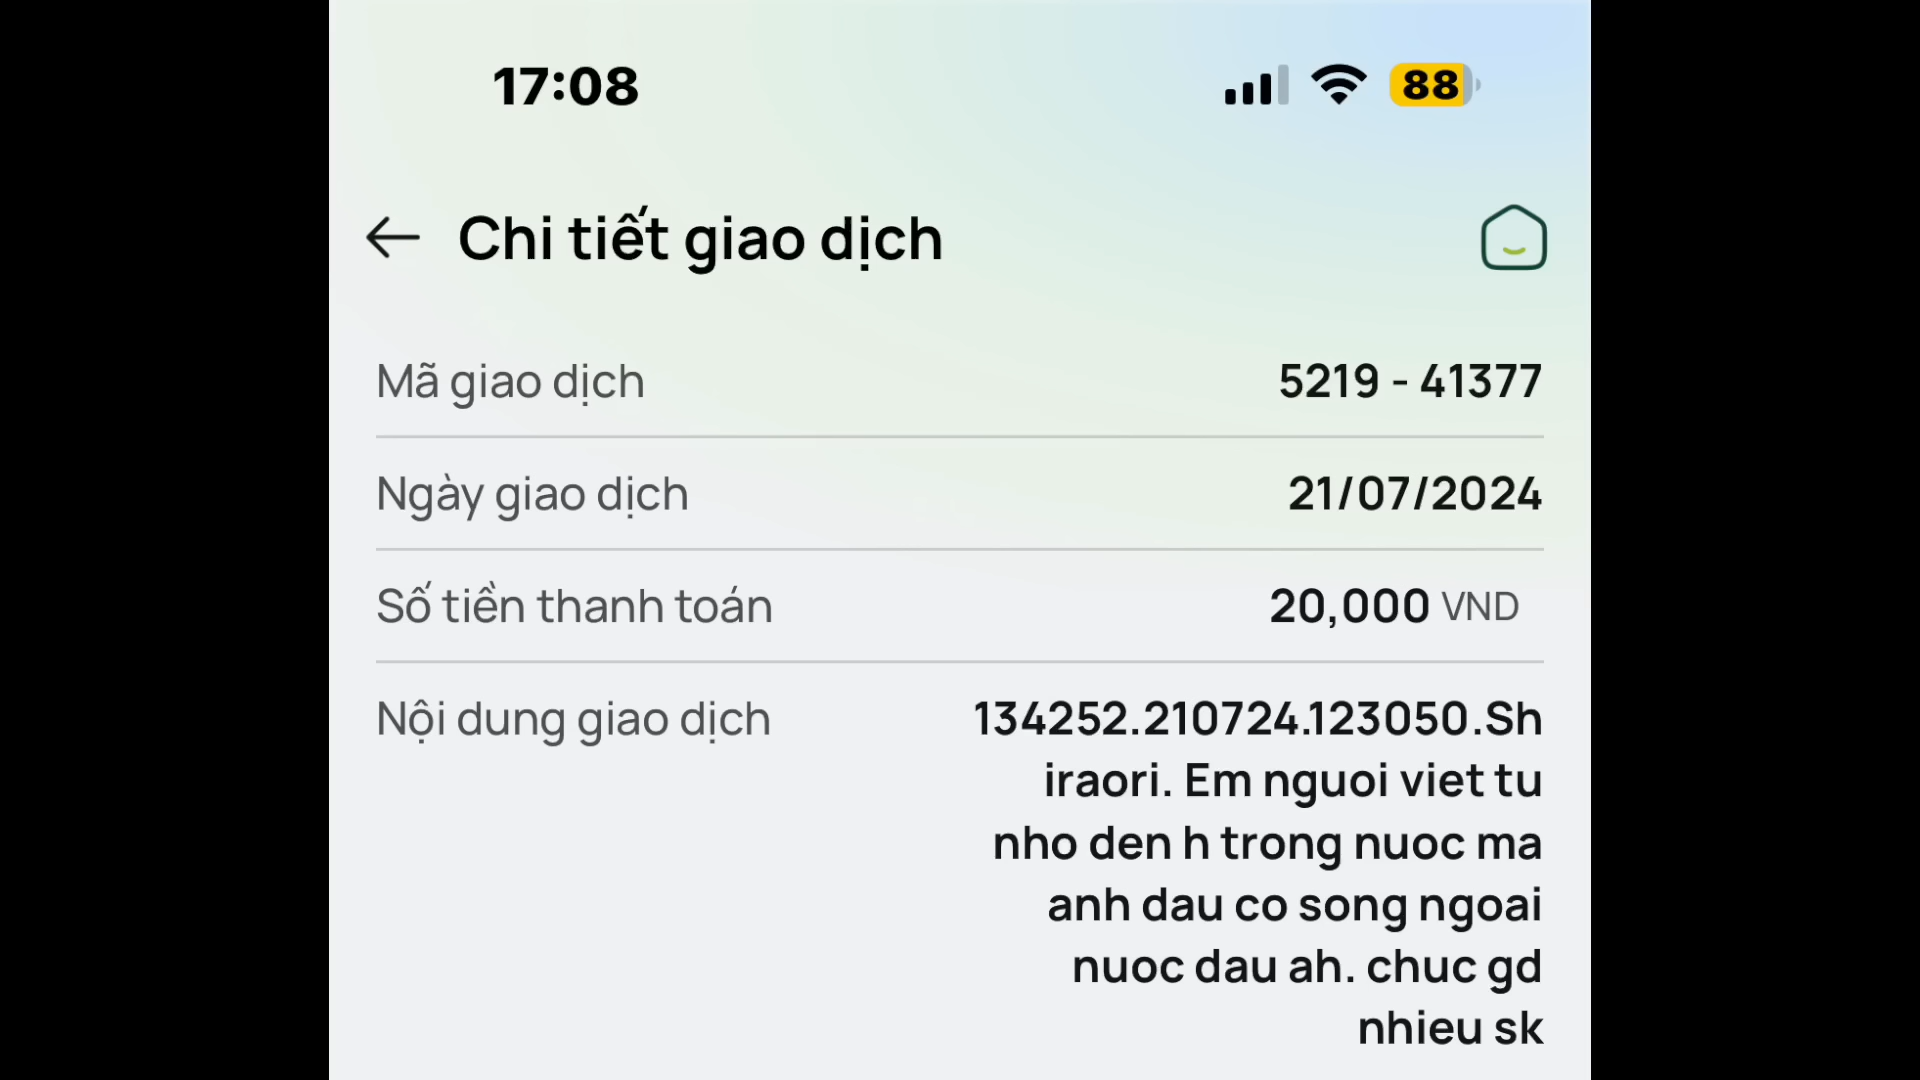 17:08 88
Chi tiết giao dịch
Mã giao dịch 5219 - 41377
Ngày giao dịch 21/07/2024
Số tiền thanh toán 20,000 VND
Nội dung giao dịch 134252.210724.123050.Sh
iraori. Em nguoi viet tu
nho den h trong nuoc ma
anh dau co song ngoai
nuoc dau ah. chuc gd
nhieu sk